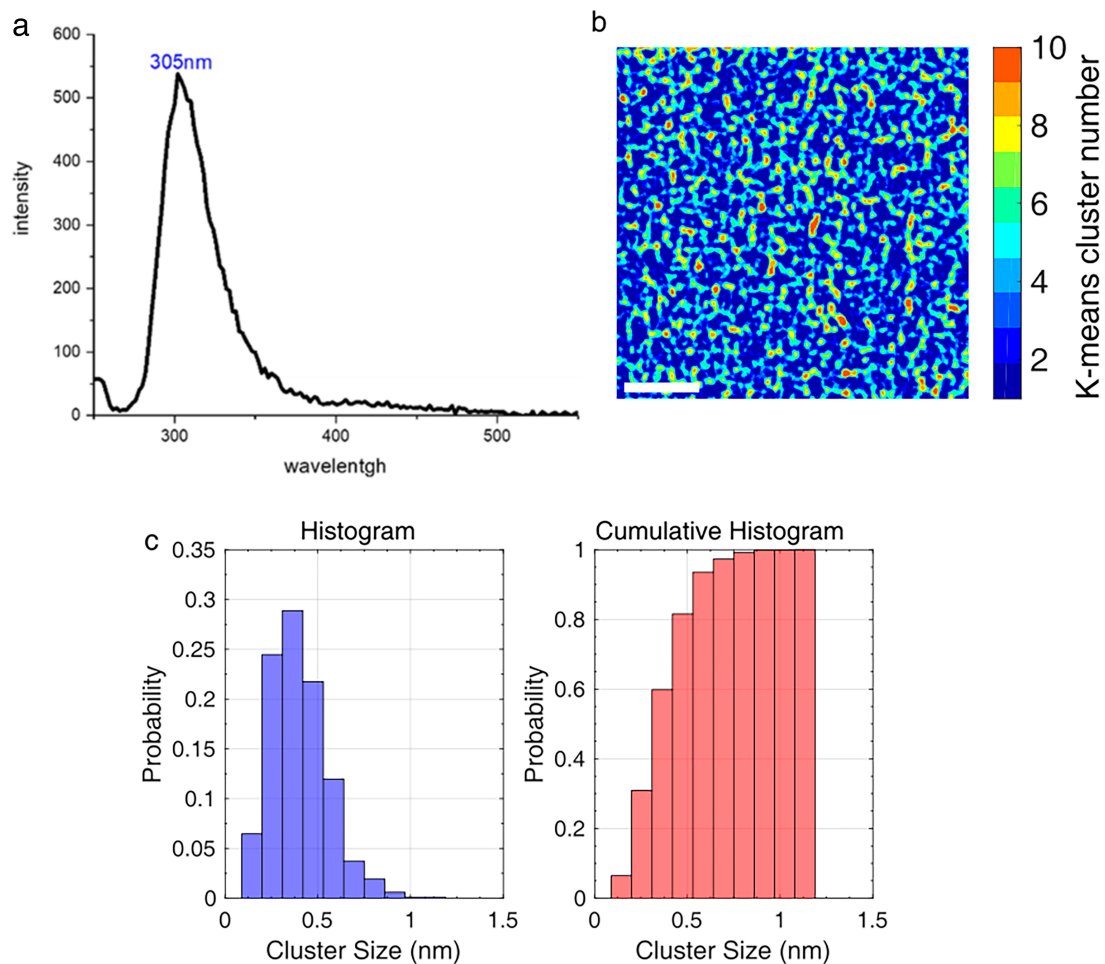 a
600
305nm
500
400
300
200
100
0
intensity
300
400
500
wavelentgh
b
10
8
6
4
2
K-means cluster number
c
Histogram
0.35
0.3
0.25
0.2
0.15
0.1
0.05
0
Probability
0
0.5
1
1.5
Cluster Size (nm)
Cumulative Histogram
1
0.8
0.6
0.4
0.2
0
Probability
0
0.5
1
1.5
Cluster Size (nm)